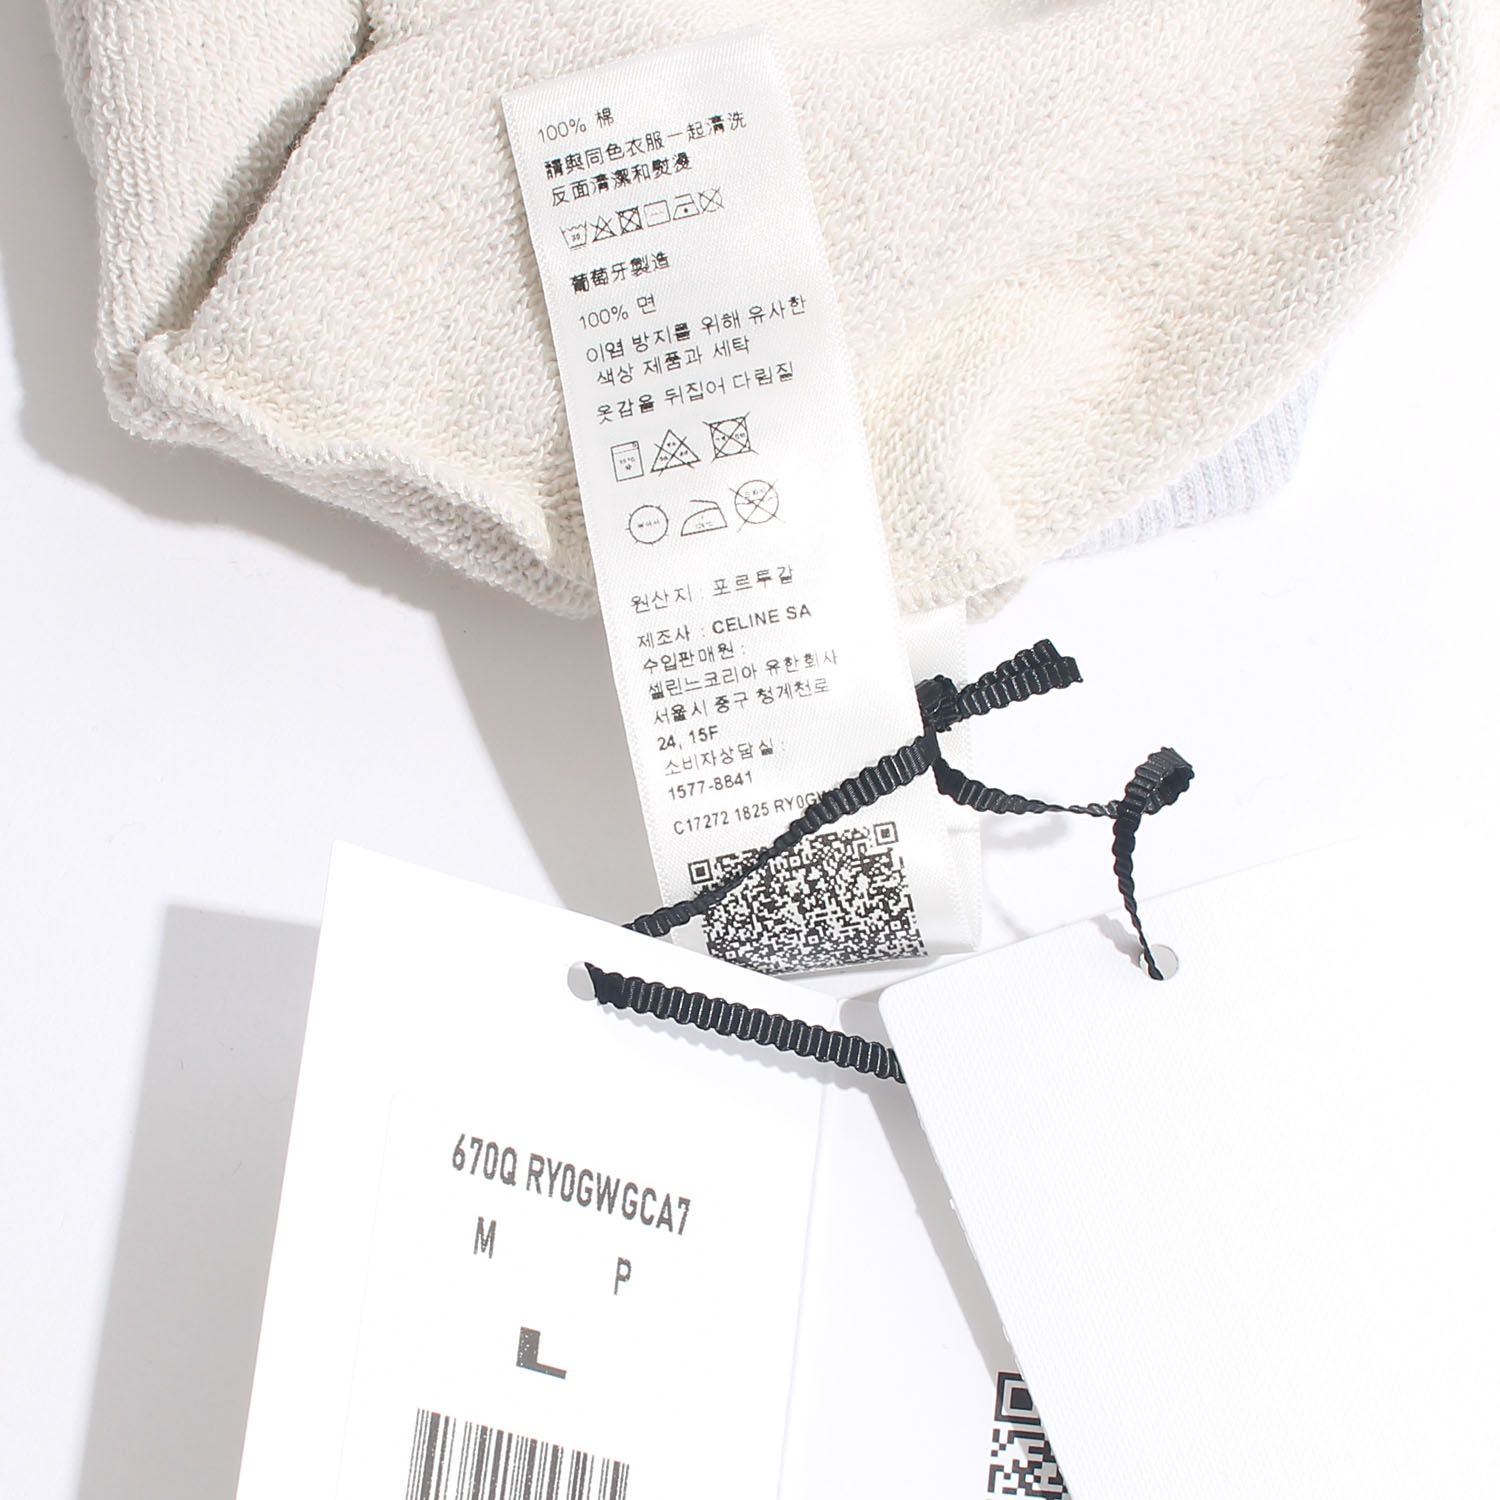 100% 棉
請與同色衣服一起清洗
反面清潔和熨燙
葡萄牙製造
100% 면
이염 방지를 위해 유사한
색상 제품과 세탁
옷감을 뒤집어 다림질
원산지 : 포르투갈
제조사 : CELINE SA
수입판매원 :
셀린느코리아 유한회사
서울시 중구 청계천로
24, 15F
소비자상담실 :
1577-8841
C17272 1825 RY0GW
670Q RY0GWGCA7
M P
L